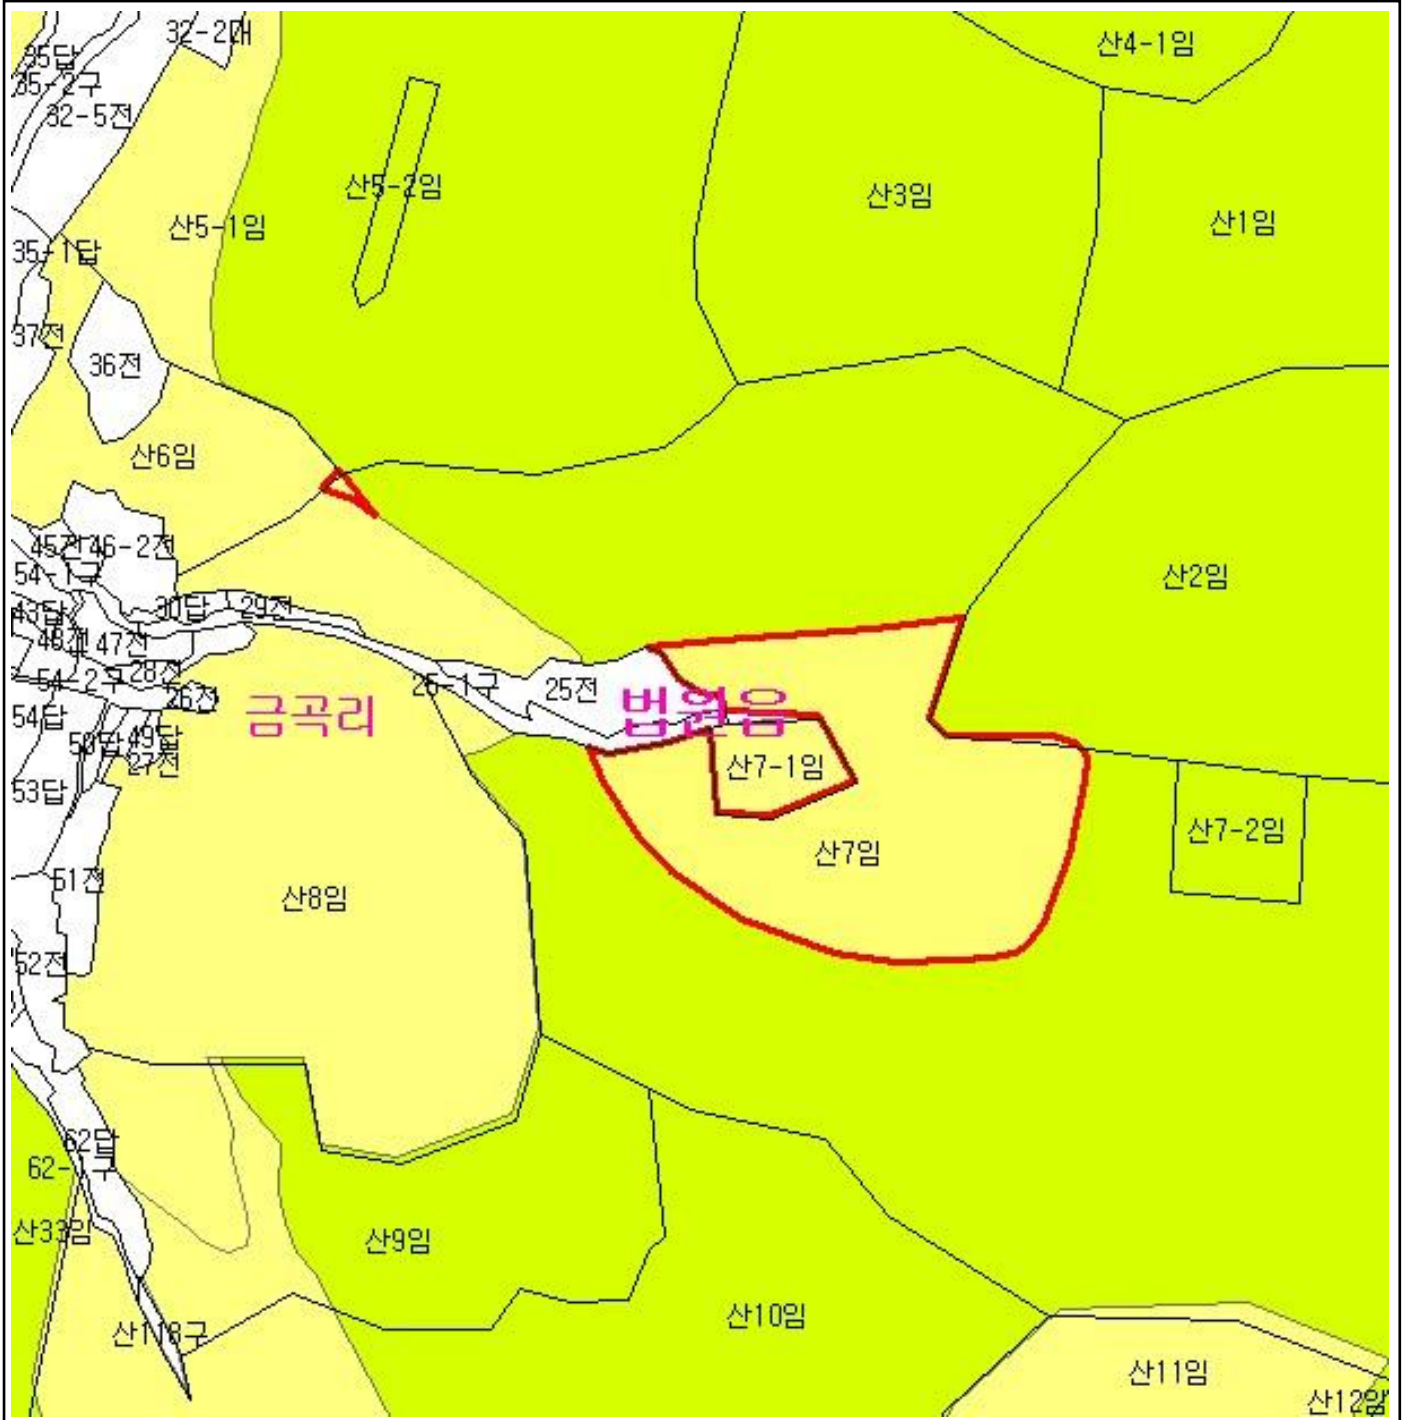 32-2대
산4-1임
35답
35-2구
32-5전
산5-2임
산3임
산1임
산5-1임
35-1답
37전
36전
산6임
45전
46-2전
54-1구
산2임
43답
30답
29전
47전
28전
54-2구
26전
25-1구
25전
54답
금곡리
법원읍
49답
50답
27전
산7-1임
53답
산7-2임
산7임
51전
산8임
52전
62답
62-1구
산33임
산9임
산10임
산118구
산11임
산12임